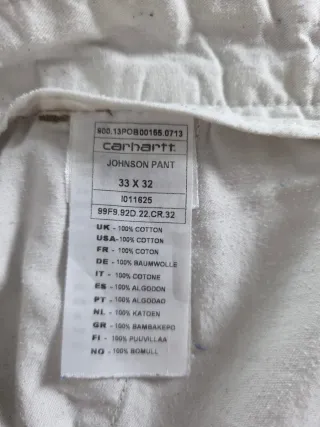 900.13POB00155.0713
carhartt
JOHNSON PANT
33 X 32
I011625
99F9.92D.22.CR.32
UK - 100% COTTON
USA - 100% COTTON
FR - 100% COTTON
DE - 100% BAUMWOLLE
IT - 100% COTONE
ES - 100% ALGODON
PT - 100% ALGODAO
NL - 100% KATOEN
GR - 100% BAMBAKEPO
FI - 100% PUUVILLAA
NO - 100% BOMULL